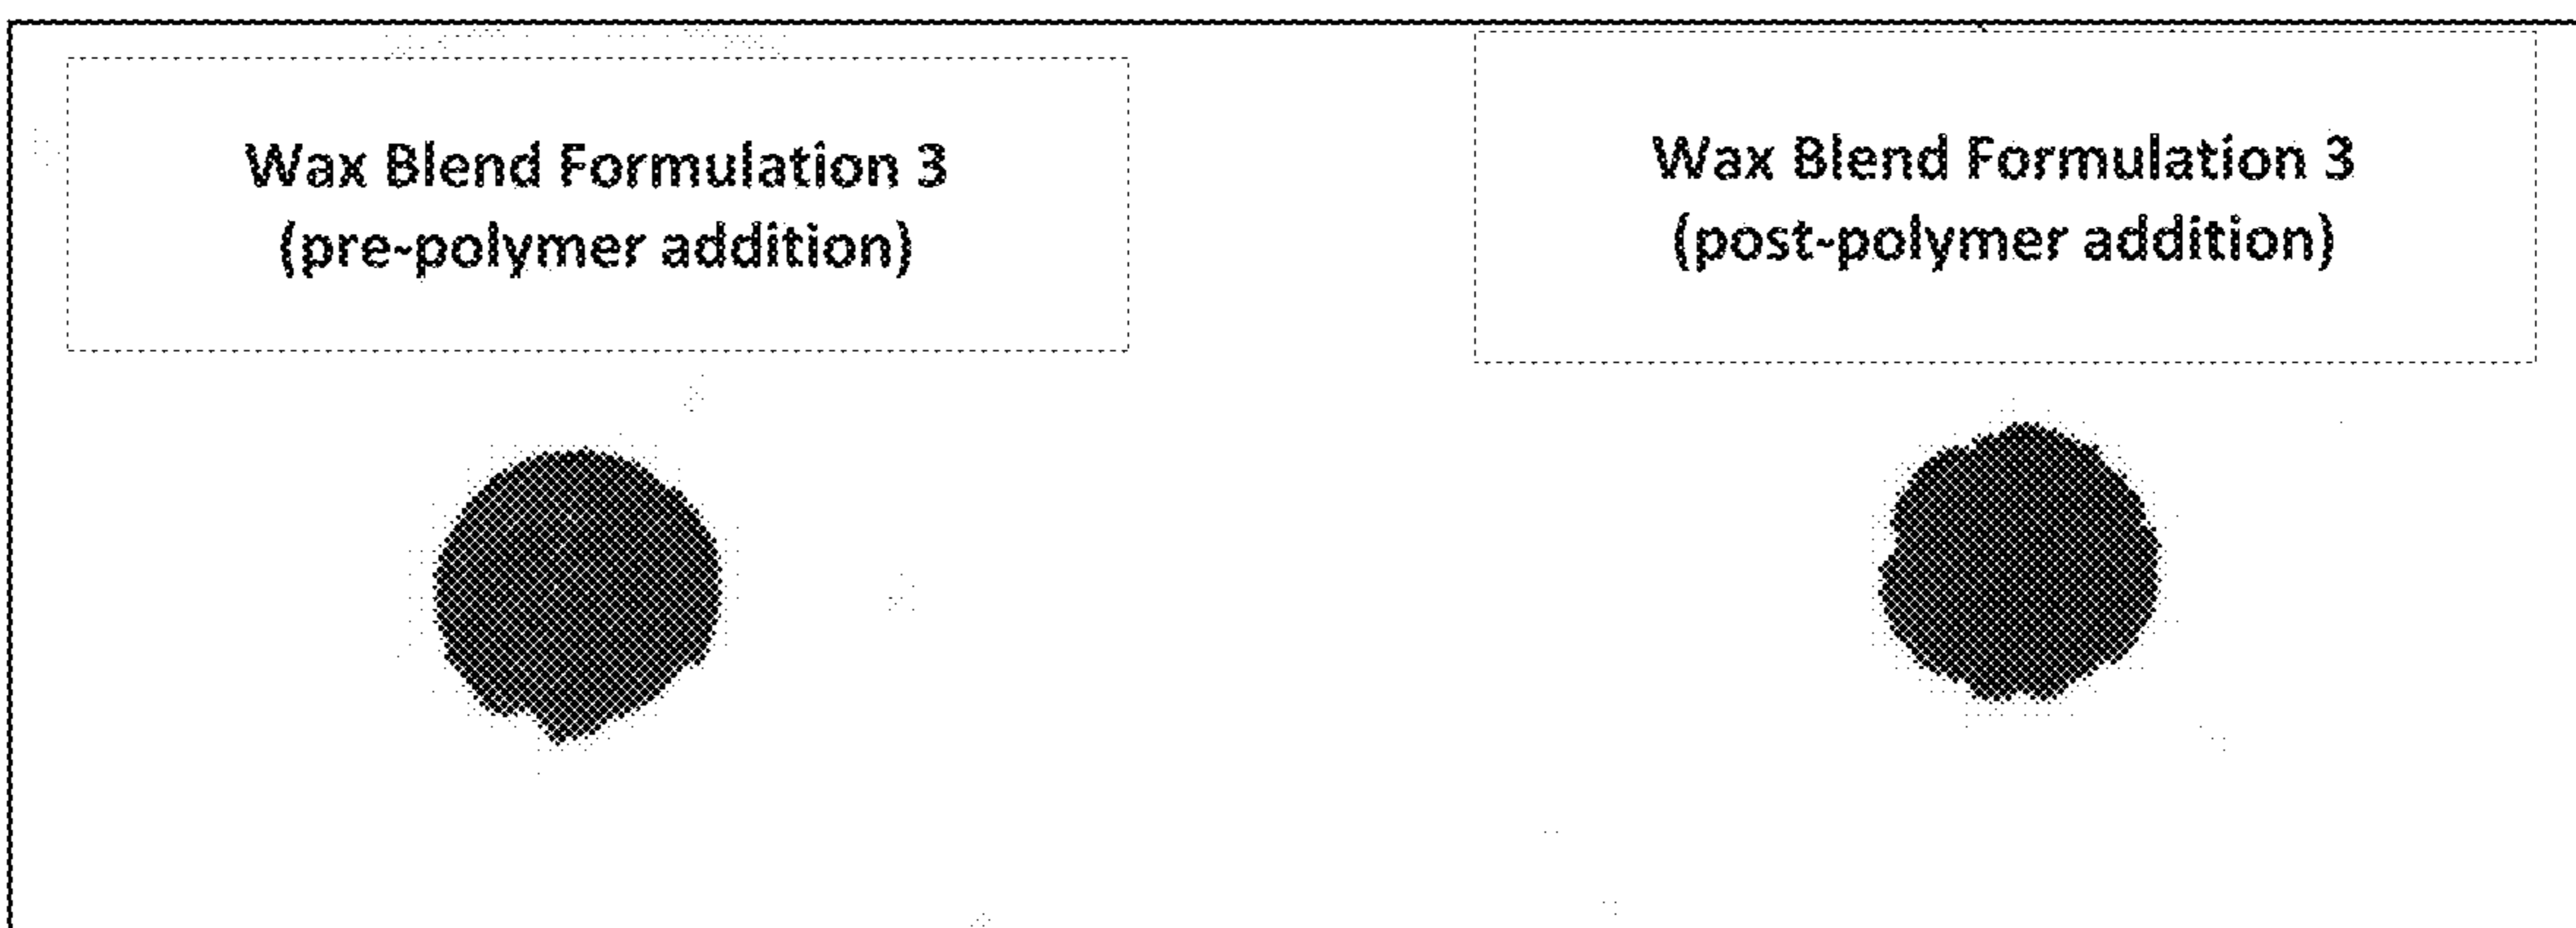 Wax Blend Formulation 3
(pre-polymer addition)
Wax Blend Formulation 3
(post-polymer addition)